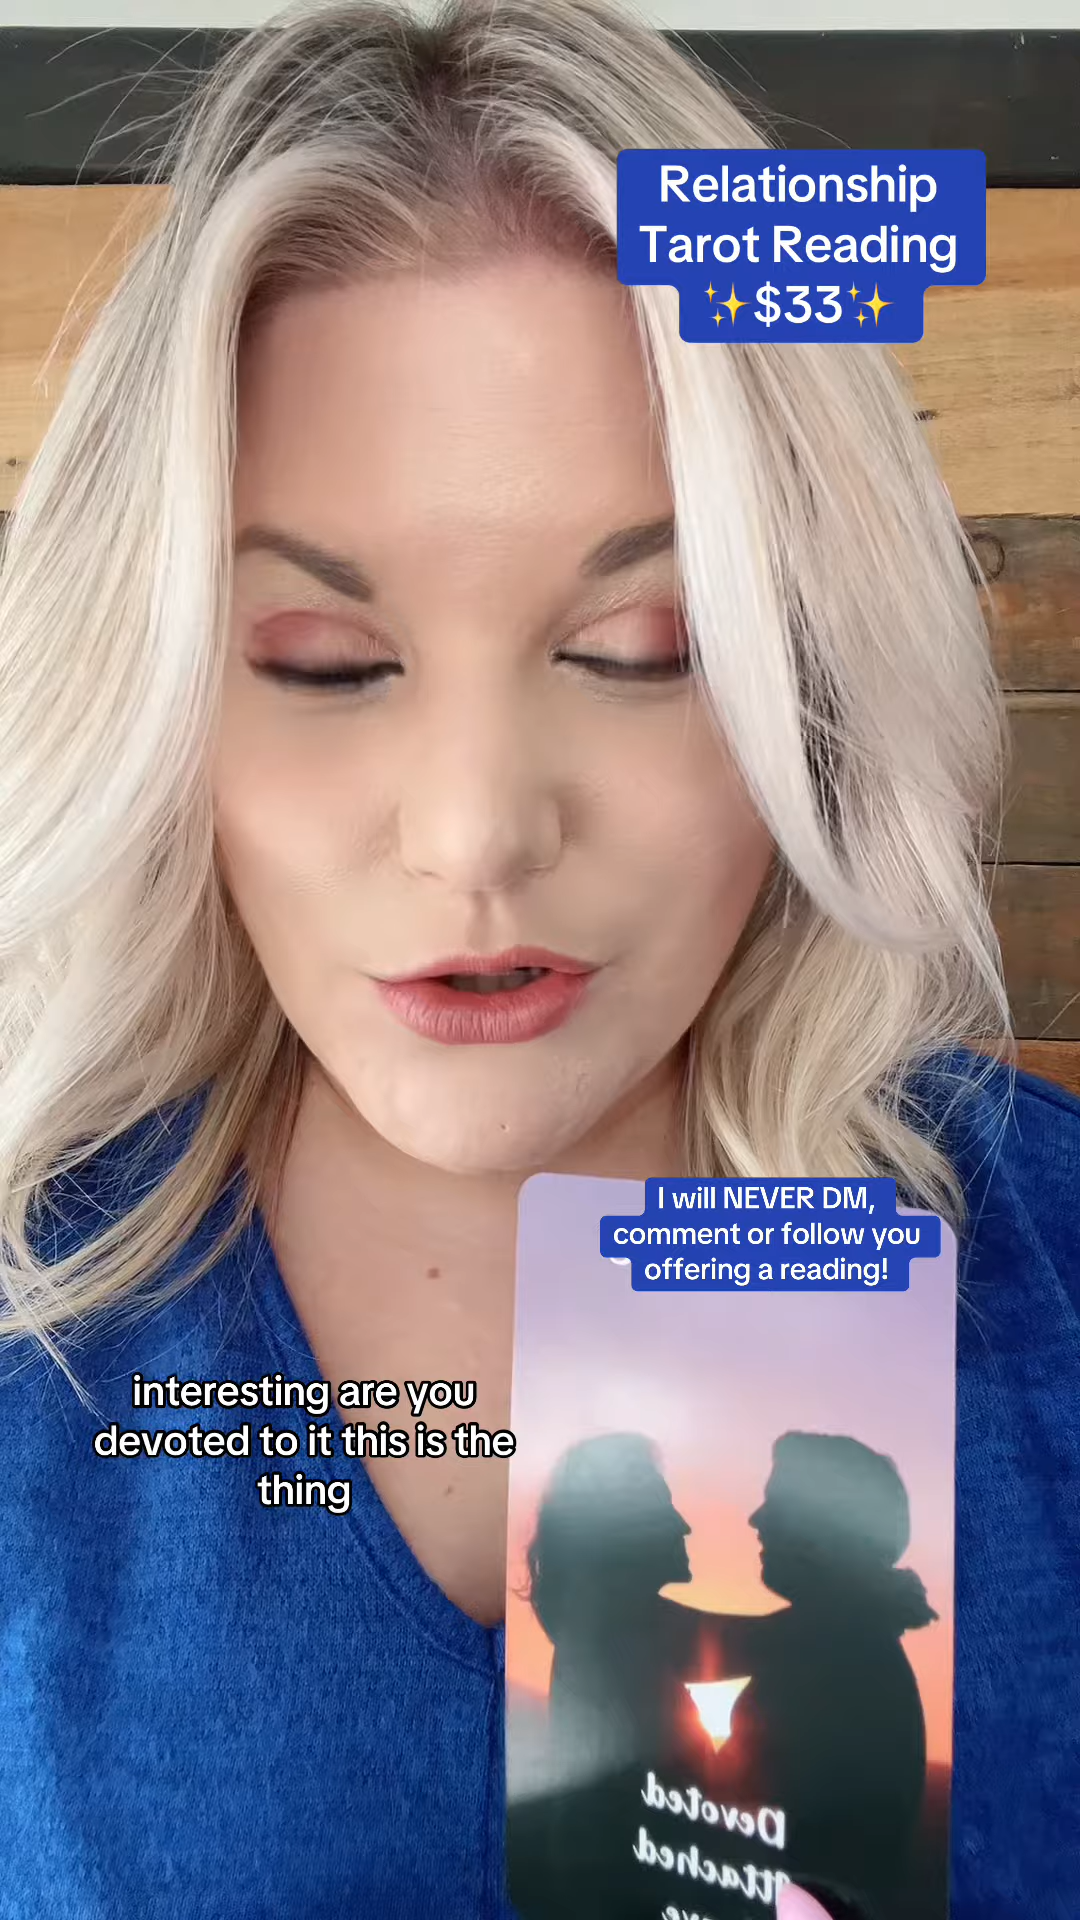 Relationship
Tarot Reading
✨$33✨
I will NEVER DM,
comment or follow you
offering a reading!
interesting are you
devoted to it this is the
thing
Devoted
Attached